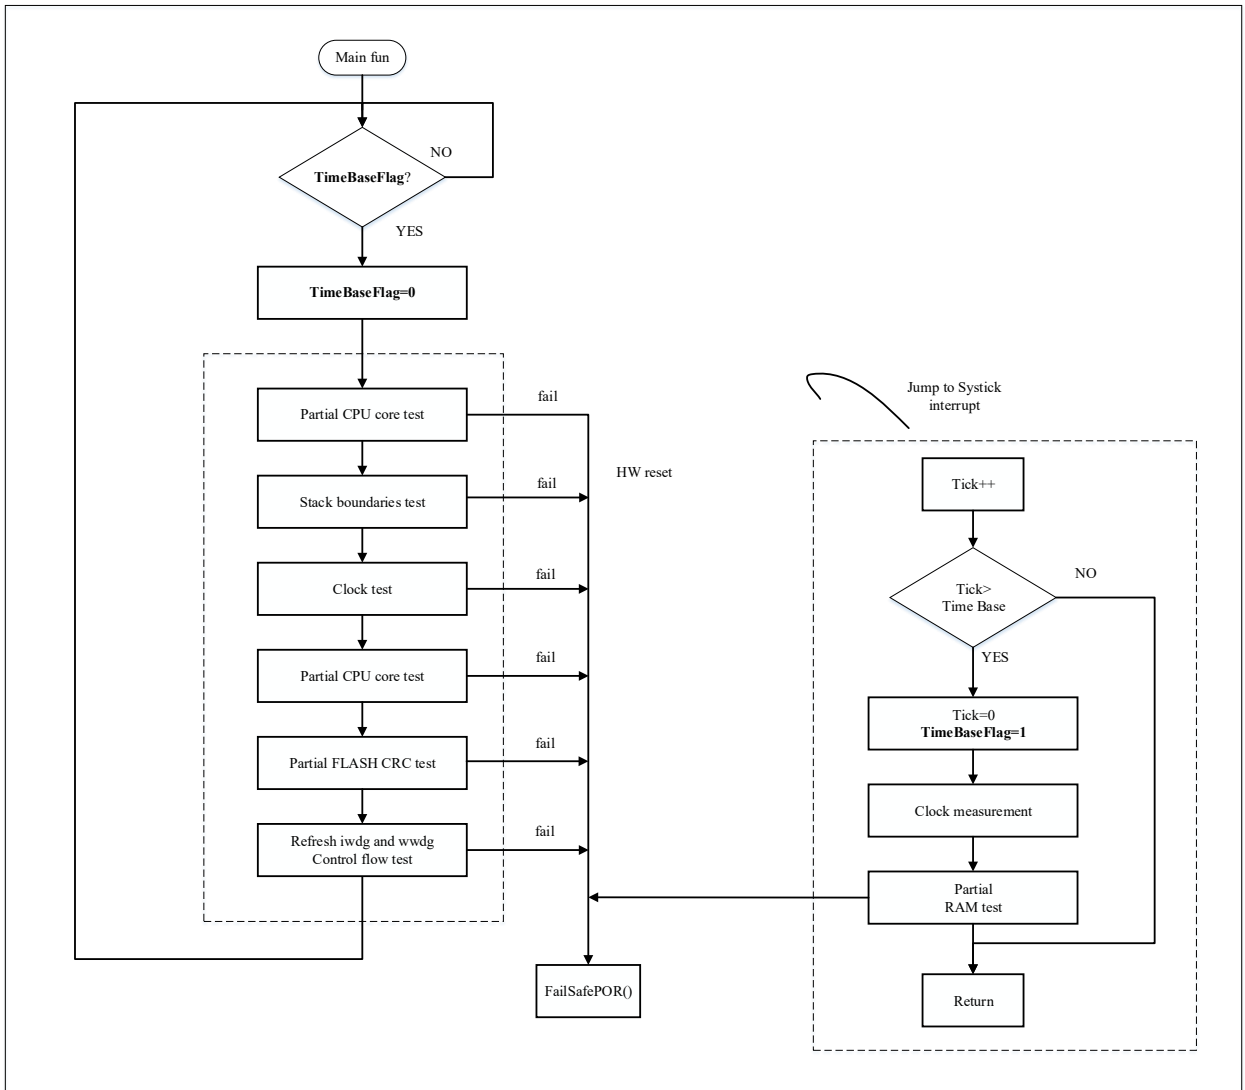 Main fun
NO
TimeBaseFlag?
YES
TimeBaseFlag=0
Partial CPU core test
fail
Stack boundaries test
fail
HW reset
Clock test
fail
Partial CPU core test
fail
Partial FLASH CRC test
fail
Refresh iwdg and wwdg
Control flow test
fail
FailSafePOR()
Jump to Systick
interrupt
Tick++
Tick>
Time Base
NO
YES
Tick=0
TimeBaseFlag=1
Clock measurement
Partial
RAM test
Return